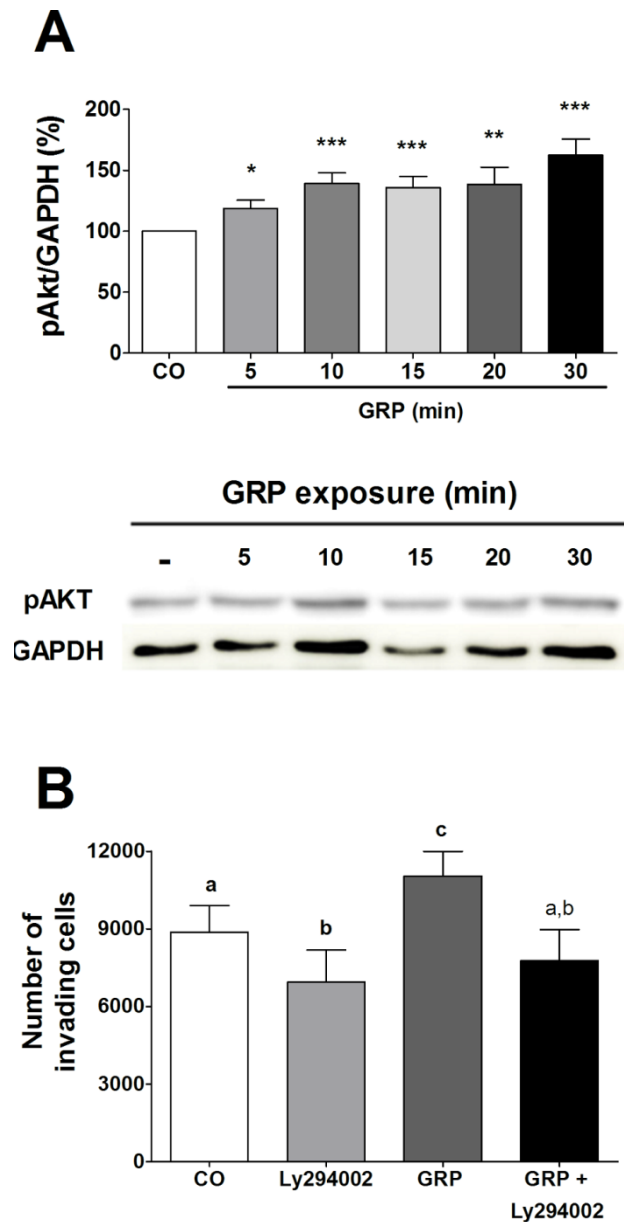 A
pAkt/GAPDH (%)
200
150
100
50
0
* *** *** ** ***
CO 5 10 15 20 30
GRP (min)
GRP exposure (min)
- 5 10 15 20 30
pAKT
GAPDH
B
Number of
invading cells
12000
9000
6000
3000
0
a b c a,b
CO Ly294002 GRP GRP +
Ly294002